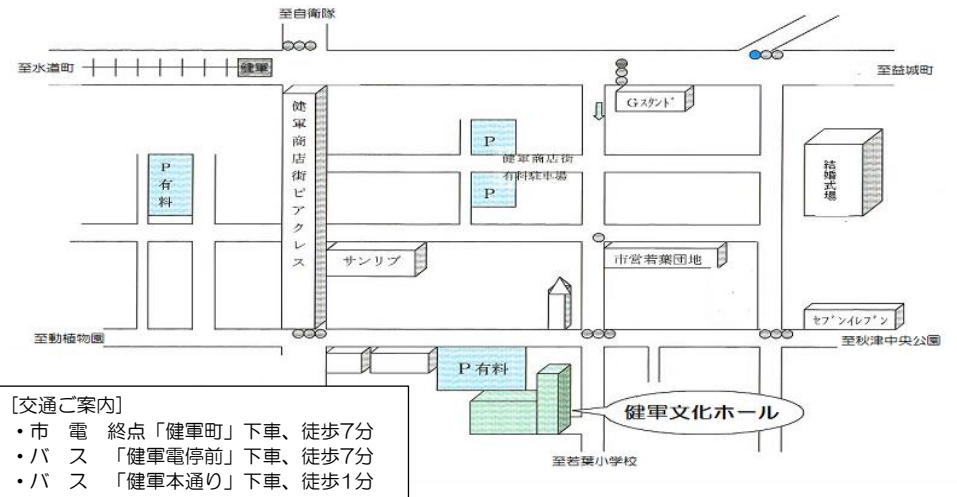 至自衛隊
至水道町
健軍
至益城町
Gスタンド
健軍商店街ピアクレス
P
健軍商店街
有料駐車場
P
P有料
結婚式場
サンリブ
市営若葉団地
セブンイレブン
至動植物園
至秋津中央公園
P有料
健軍文化ホール
至若葉小学校
[交通ご案内]
・市　電　終点「健軍町」下車、徒歩7分
・バ　ス　「健軍電停前」下車、徒歩7分
・バ　ス　「健軍本通り」下車、徒歩1分